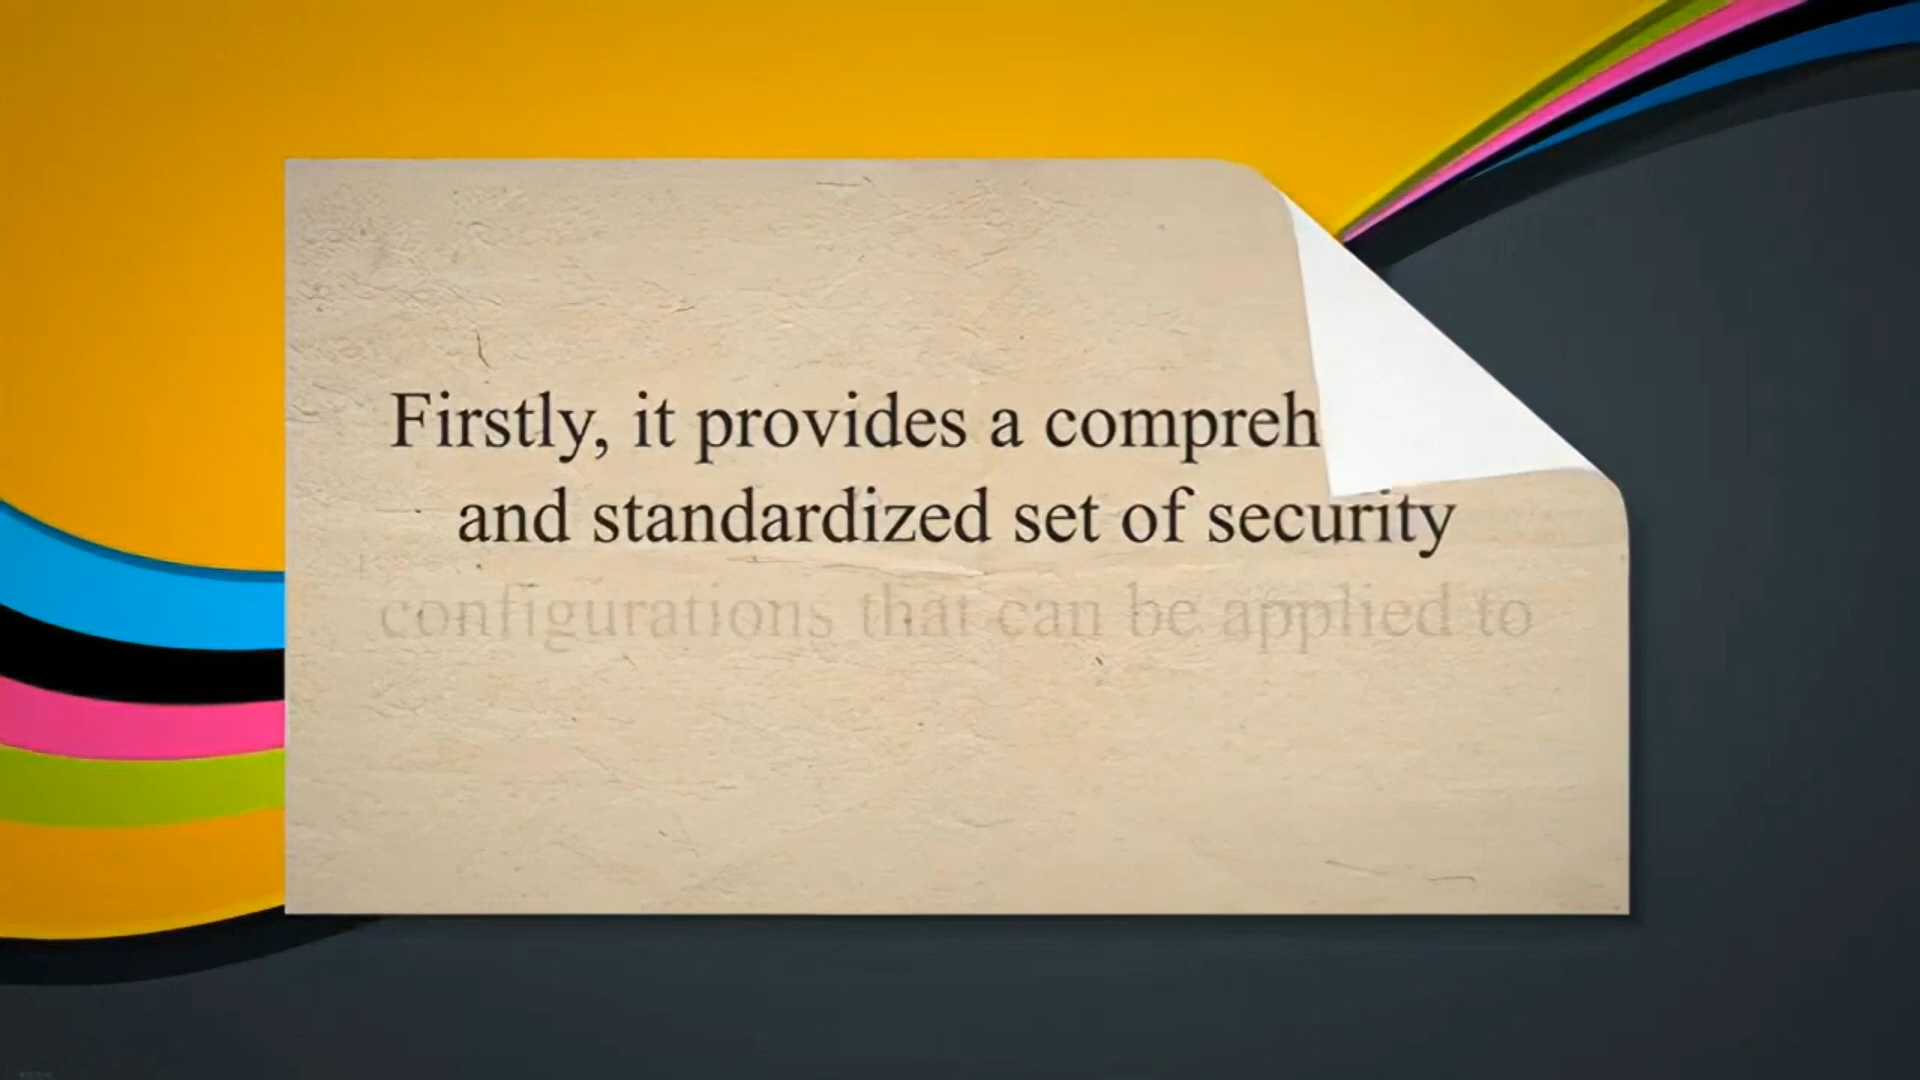 Firstly, it provides a compreh
and standardized set of security
configurations that can be applied to